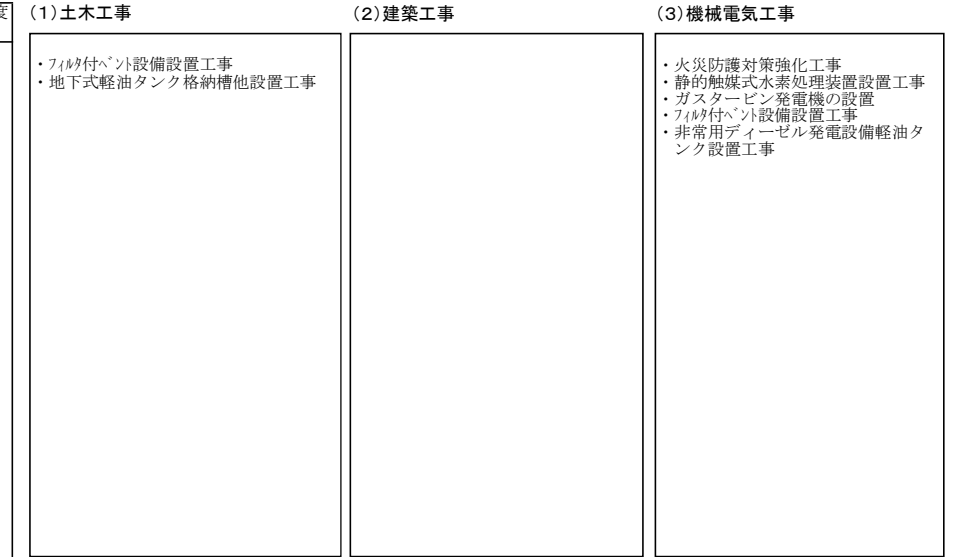 度
(1)土木工事
・ﾌｨﾙﾀ付ﾍﾞﾝﾄ設備設置工事
・地下式軽油タンク格納槽他設置工事
(2)建築工事
(3)機械電気工事
・火災防護対策強化工事
・静的触媒式水素処理装置設置工事
・ガスタービン発電機の設置
・ﾌｨﾙﾀ付ﾍﾞﾝﾄ設備設置工事
・非常用ディーゼル発電設備軽油タ
ンク設置工事